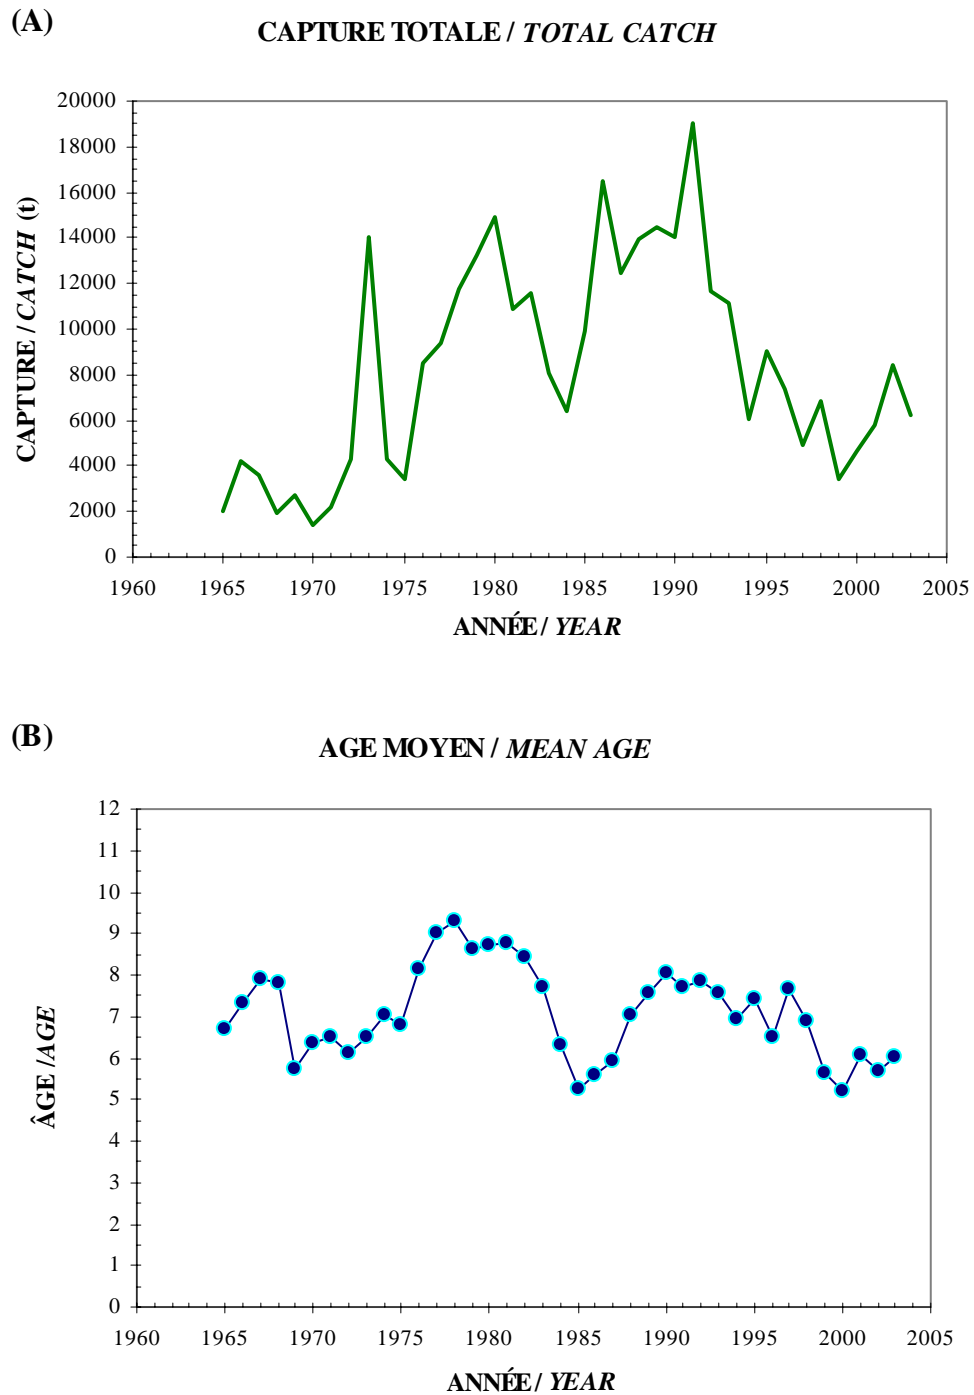 (A)
CAPTURE TOTALE / TOTAL CATCH
20000
18000
16000
14000
12000
10000
8000
6000
4000
2000
0
CAPTURE / CATCH (t)
1960 1965 1970 1975 1980 1985 1990 1995 2000 2005
ANNÉE / YEAR
(B)
AGE MOYEN / MEAN AGE
12
11
10
9
8
7
6
5
4
3
2
1
0
ÂGE /AGE
1960 1965 1970 1975 1980 1985 1990 1995 2000 2005
ANNÉE / YEAR